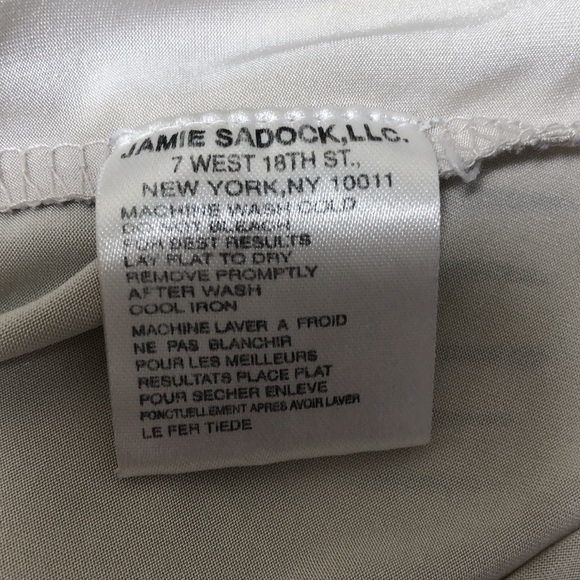 JAMIE SADOCK,LLC.
7 WEST 18TH ST.,
NEW YORK,NY 10011
MACHINE WASH COLD
DO NOT BLEACH
FOR BEST RESULTS
LAY FLAT TO DRY
REMOVE PROMPTLY
AFTER WASH
COOL IRON
MACHINE LAVER A FROID
NE PAS BLANCHIR
POUR LES MEILLEURS
RESULTATS PLACE PLAT
POUR SECHER ENLEVE
PONCTUELLEMENT APRES AVOIR LAVER
LE FER TIEDE